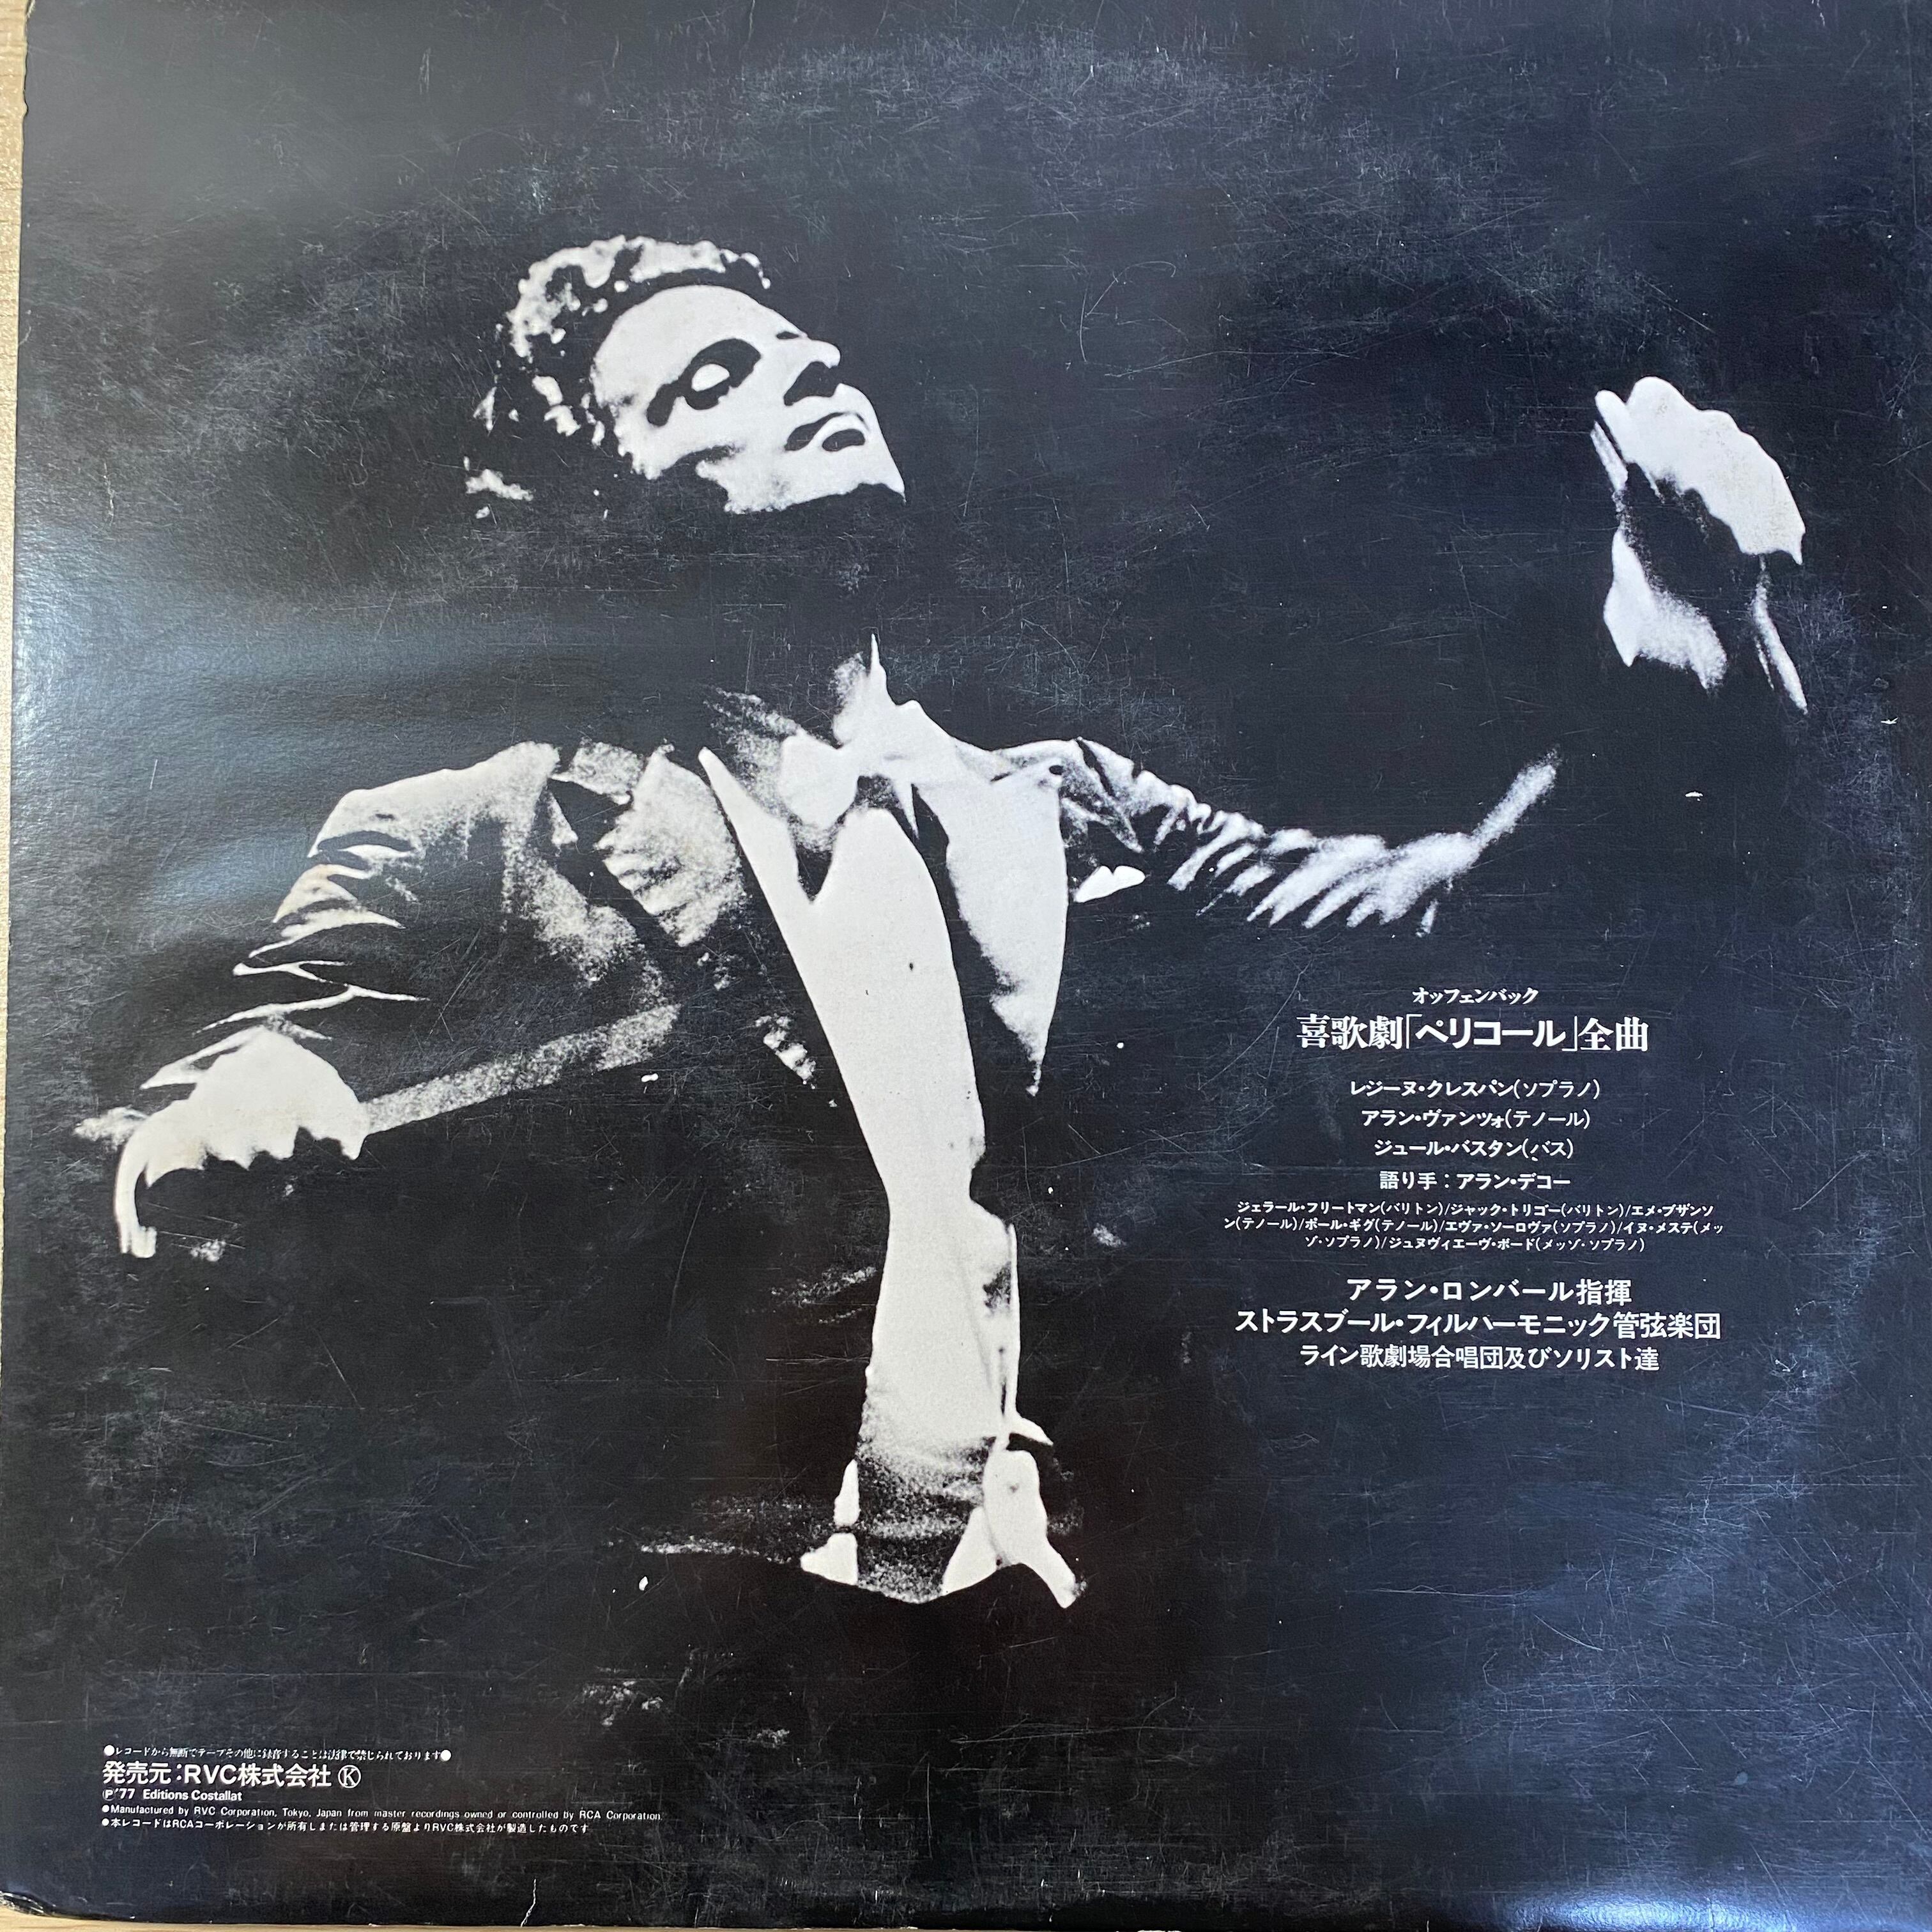 オッフェンバック
喜歌劇「ペリコール」全曲
レジーヌ・クレスパン(ソプラノ)
アラン・ヴァンツォ(テノール)
ジュール・バスタン(バス)
語り手：アラン・デコー
ジェラール・フリートマン(バリトン)/ジャック・トリゴー(バリトン)/エメ・ブザンソ
ン(テノール)/ポール・ギグ(テノール)/エヴァ・ソーロヴァ(ソプラノ)/イヌ・メステ(メッ
ゾ・ソプラノ)/ジュヌヴィエーヴ・ボード(メッゾ・ソプラノ)
アラン・ロンバール指揮
ストラスブール・フィルハーモニック管弦楽団
ライン歌劇場合唱団及びソリスト達
●レコードから無断でテープその他に録音することは法律で禁じられております●
発売元：RVC株式会社 Ⓚ
Ⓟ'77 Editions Costallat
●Manufactured by RVC Corporation, Tokyo, Japan from master recordings owned or controlled by RCA Corporation.
●本レコードはRCAコーポレーションが所有しまたは管理する原盤よりRVC株式会社が製造したものです